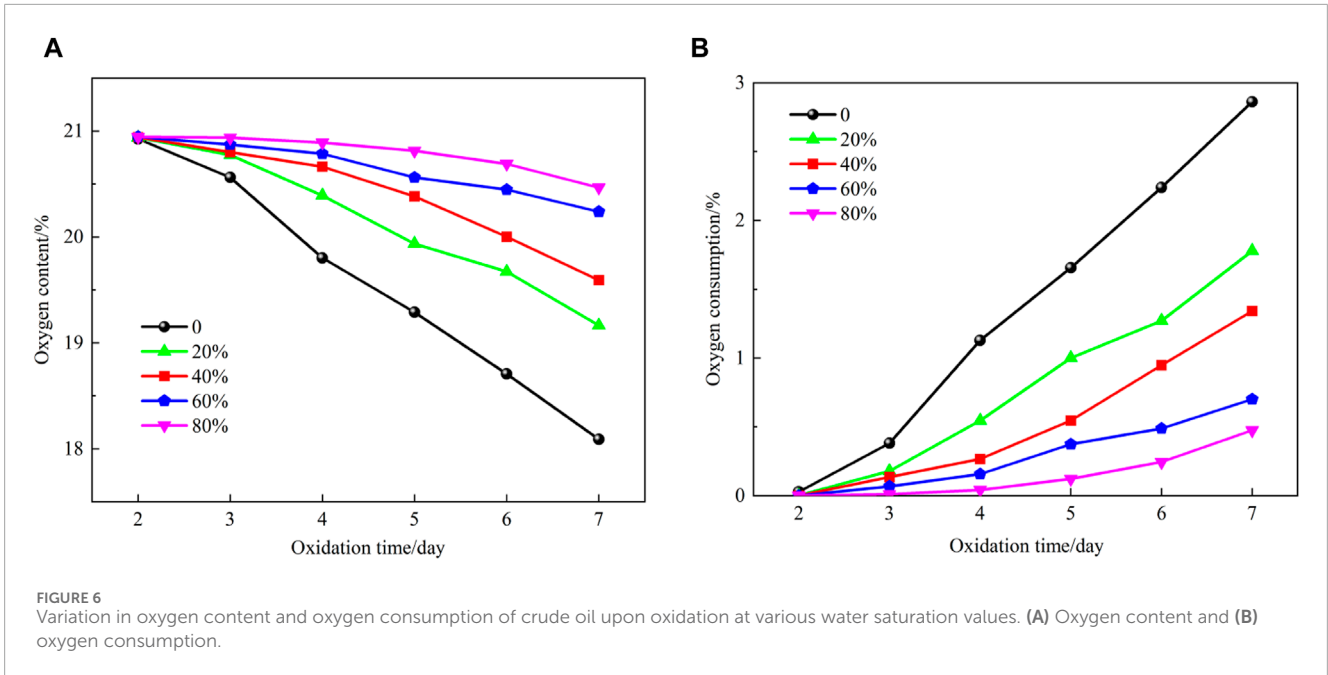 A
Oxygen content/%
21
20
19
18
0
20%
40%
60%
80%
2 3 4 5 6 7
Oxidation time/day
B
Oxygen consumption/%
3
2
1
0
0
20%
40%
60%
80%
2 3 4 5 6 7
Oxidation time/day
FIGURE 6
Variation in oxygen content and oxygen consumption of crude oil upon oxidation at various water saturation values. (A) Oxygen content and (B)
oxygen consumption.